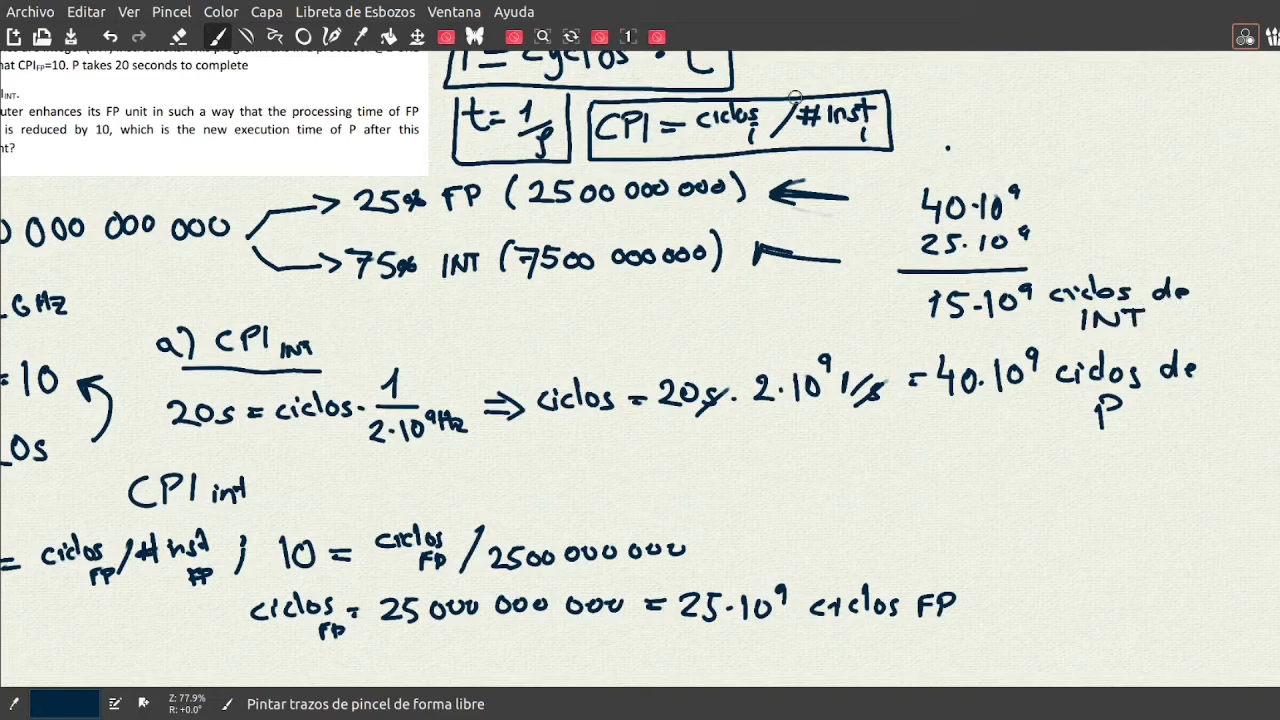 Archivo Editar Ver Pincel Color Capa Libreta de Esbozos Ventana Ayuda
1
hat CPIFP=10. P takes 20 seconds to complete
INT.
uter enhances its FP unit in such a way that the processing time of FP
is reduced by 10, which is the new execution time of P after this
nt?
T = cyclos · t
t = 1/f
CPI = ciclos i / # inst i
0 000 000 000
25% FP (2500 000 000)
75% INT (7500 000 000)
40·10⁹
25·10⁹
15·10⁹ ciclos de
INT
GHz
a) CPI INT
= 10
20s = ciclos · 1 / 2·10⁹Hz ⇒ ciclos = 20s · 2·10⁹ 1/s = 40·10⁹ ciclos de
P
0s
CPI int
= ciclos FP / # inst FP ; 10 = ciclos FP / 2500 000 000
ciclos FP = 25 000 000 000 = 25·10⁹ ciclos FP
Z: 77.9%
R: +0.0°
Pintar trazos de pincel de forma libre